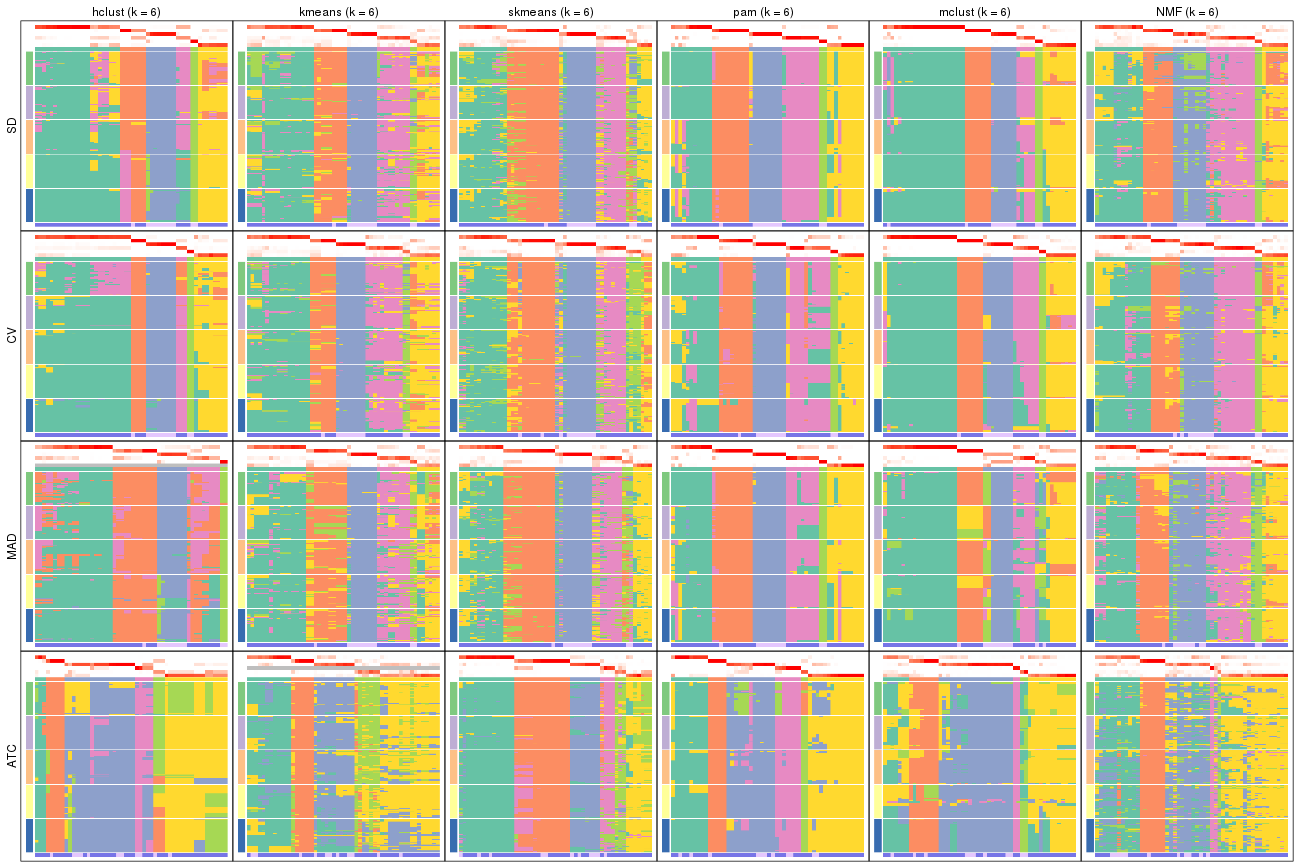 hclust (k = 6) kmeans (k = 6) skmeans (k = 6) pam (k = 6) mclust (k = 6) NMF (k = 6)
SD
CV
MAD
ATC